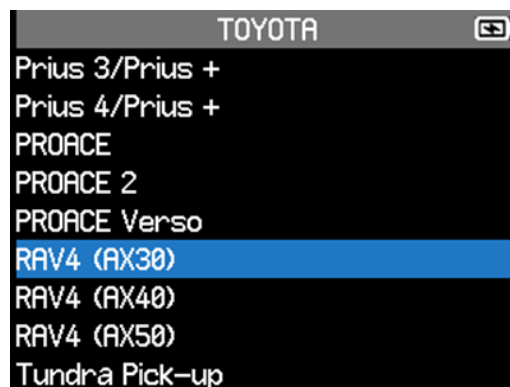 TOYOTA
Prius 3/Prius +
Prius 4/Prius +
PROACE
PROACE 2
PROACE Verso
RAV4 (AX30)
RAV4 (AX40)
RAV4 (AX50)
Tundra Pick-up